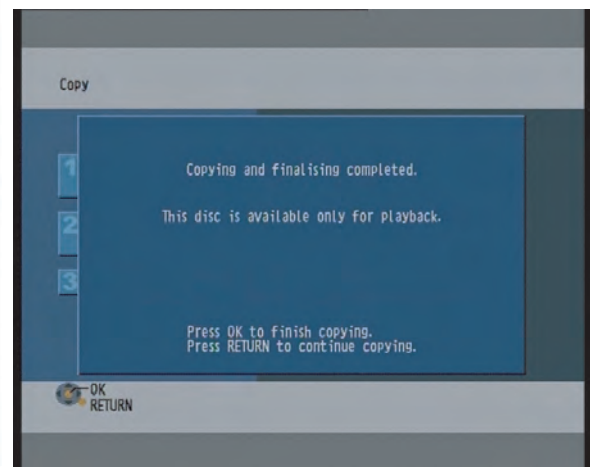 Copy
1
Copying and finalising completed.
This disc is available only for playback.
2
3
Press OK to finish copying.
Press RETURN to continue copying.
OK
RETURN